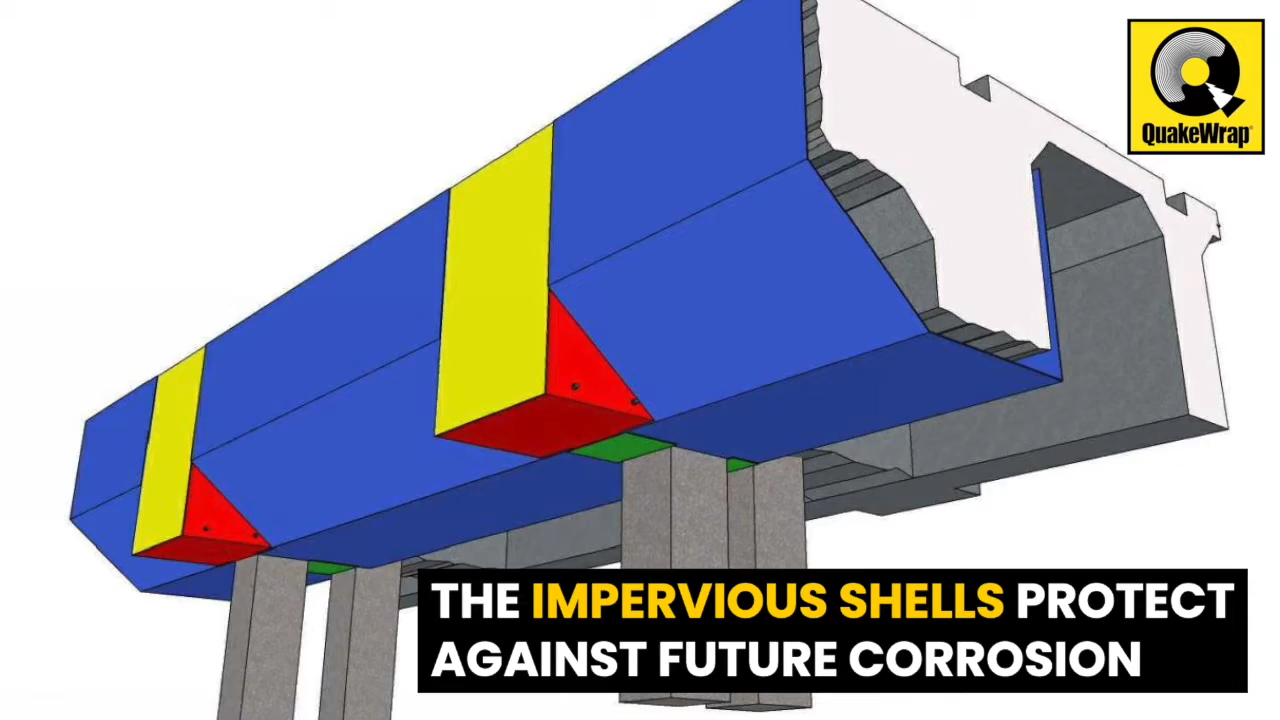 QuakeWrap®
THE IMPERVIOUS SHELLS PROTECT
AGAINST FUTURE CORROSION